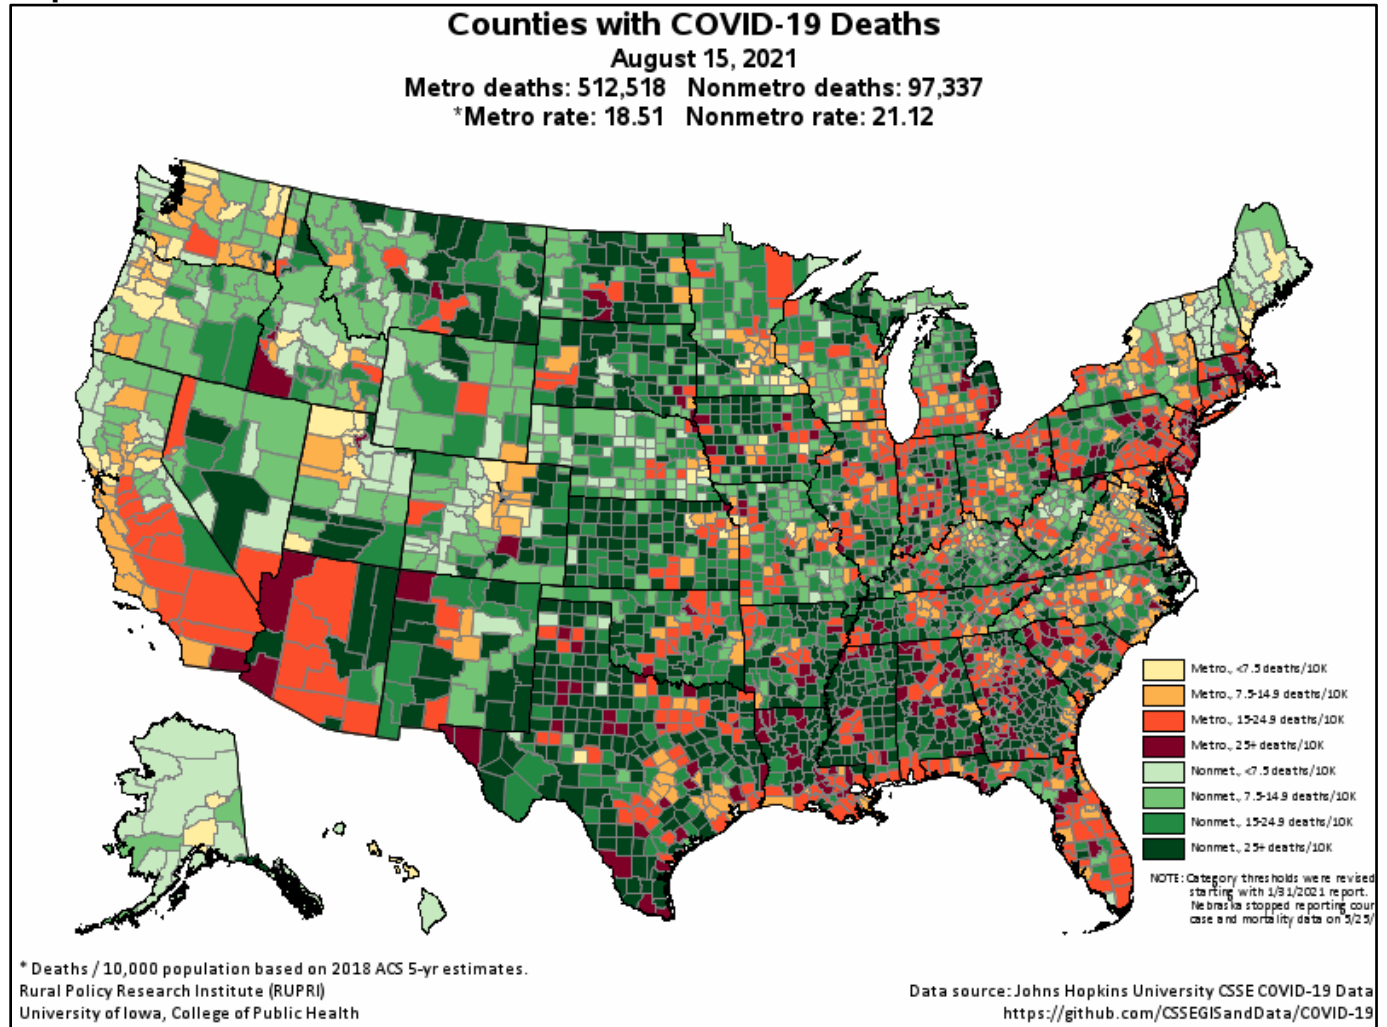 Counties with COVID-19 Deaths
August 15, 2021
Metro deaths: 512,518 Nonmetro deaths: 97,337
*Metro rate: 18.51 Nonmetro rate: 21.12
Metro., <7.5 deaths/10K
Metro., 7.5-14.9 deaths/10K
Metro., 15-24.9 deaths/10K
Metro., 25+ deaths/10K
Nonmet., <7.5 deaths/10K
Nonmet., 7.5-14.9 deaths/10K
Nonmet., 15-24.9 deaths/10K
Nonmet., 25+ deaths/10K
NOTE: Category thresholds were revised
starting with 1/31/2021 report.
Nebraska stopped reporting cour
case and mortality data on 5/25/
* Deaths / 10,000 population based on 2018 ACS 5-yr estimates.
Rural Policy Research Institute (RUPRI)
University of Iowa, College of Public Health
Data source: Johns Hopkins University CSSE COVID-19 Data
https://github.com/CSSEGISandData/COVID-19